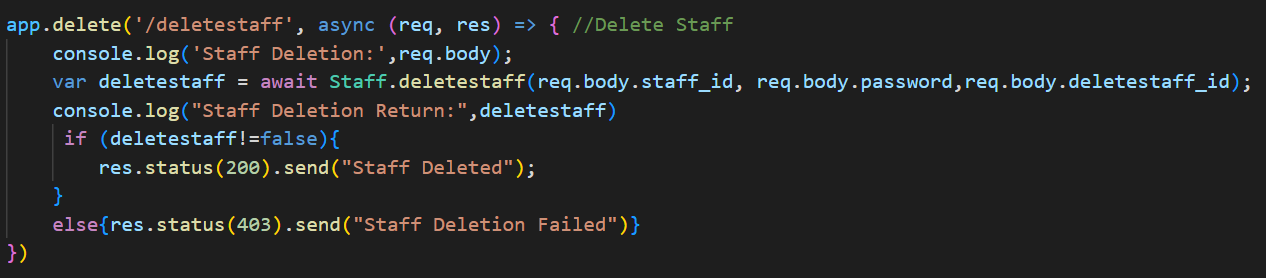 app.delete('/deletestaff', async (req, res) => { //Delete Staff
    console.log('Staff Deletion:',req.body);
    var deletestaff = await Staff.deletestaff(req.body.staff_id, req.body.password,req.body.deletestaff_id);
    console.log("Staff Deletion Return:",deletestaff)
     if (deletestaff!=false){
        res.status(200).send("Staff Deleted");
    }
    else{res.status(403).send("Staff Deletion Failed")}
})